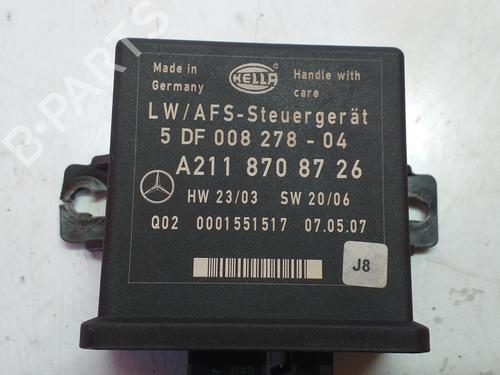 Made in
Germany
HELLA
Handle with
care
LW/AFS-Steuergerät
5 DF 008 278 - 04
A211 870 87 26
HW 23/03 SW 20/06
Q02 0001551517 07.05.07
J8
B-PARTS